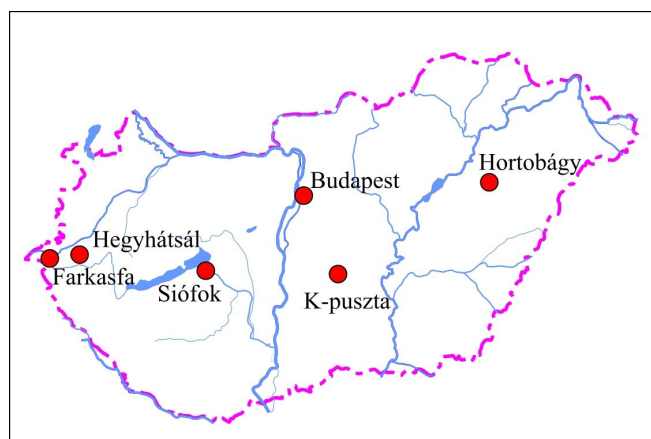 Hortobágy
Budapest
Hegyhátsál
Farkasfa
Siófok
K-puszta